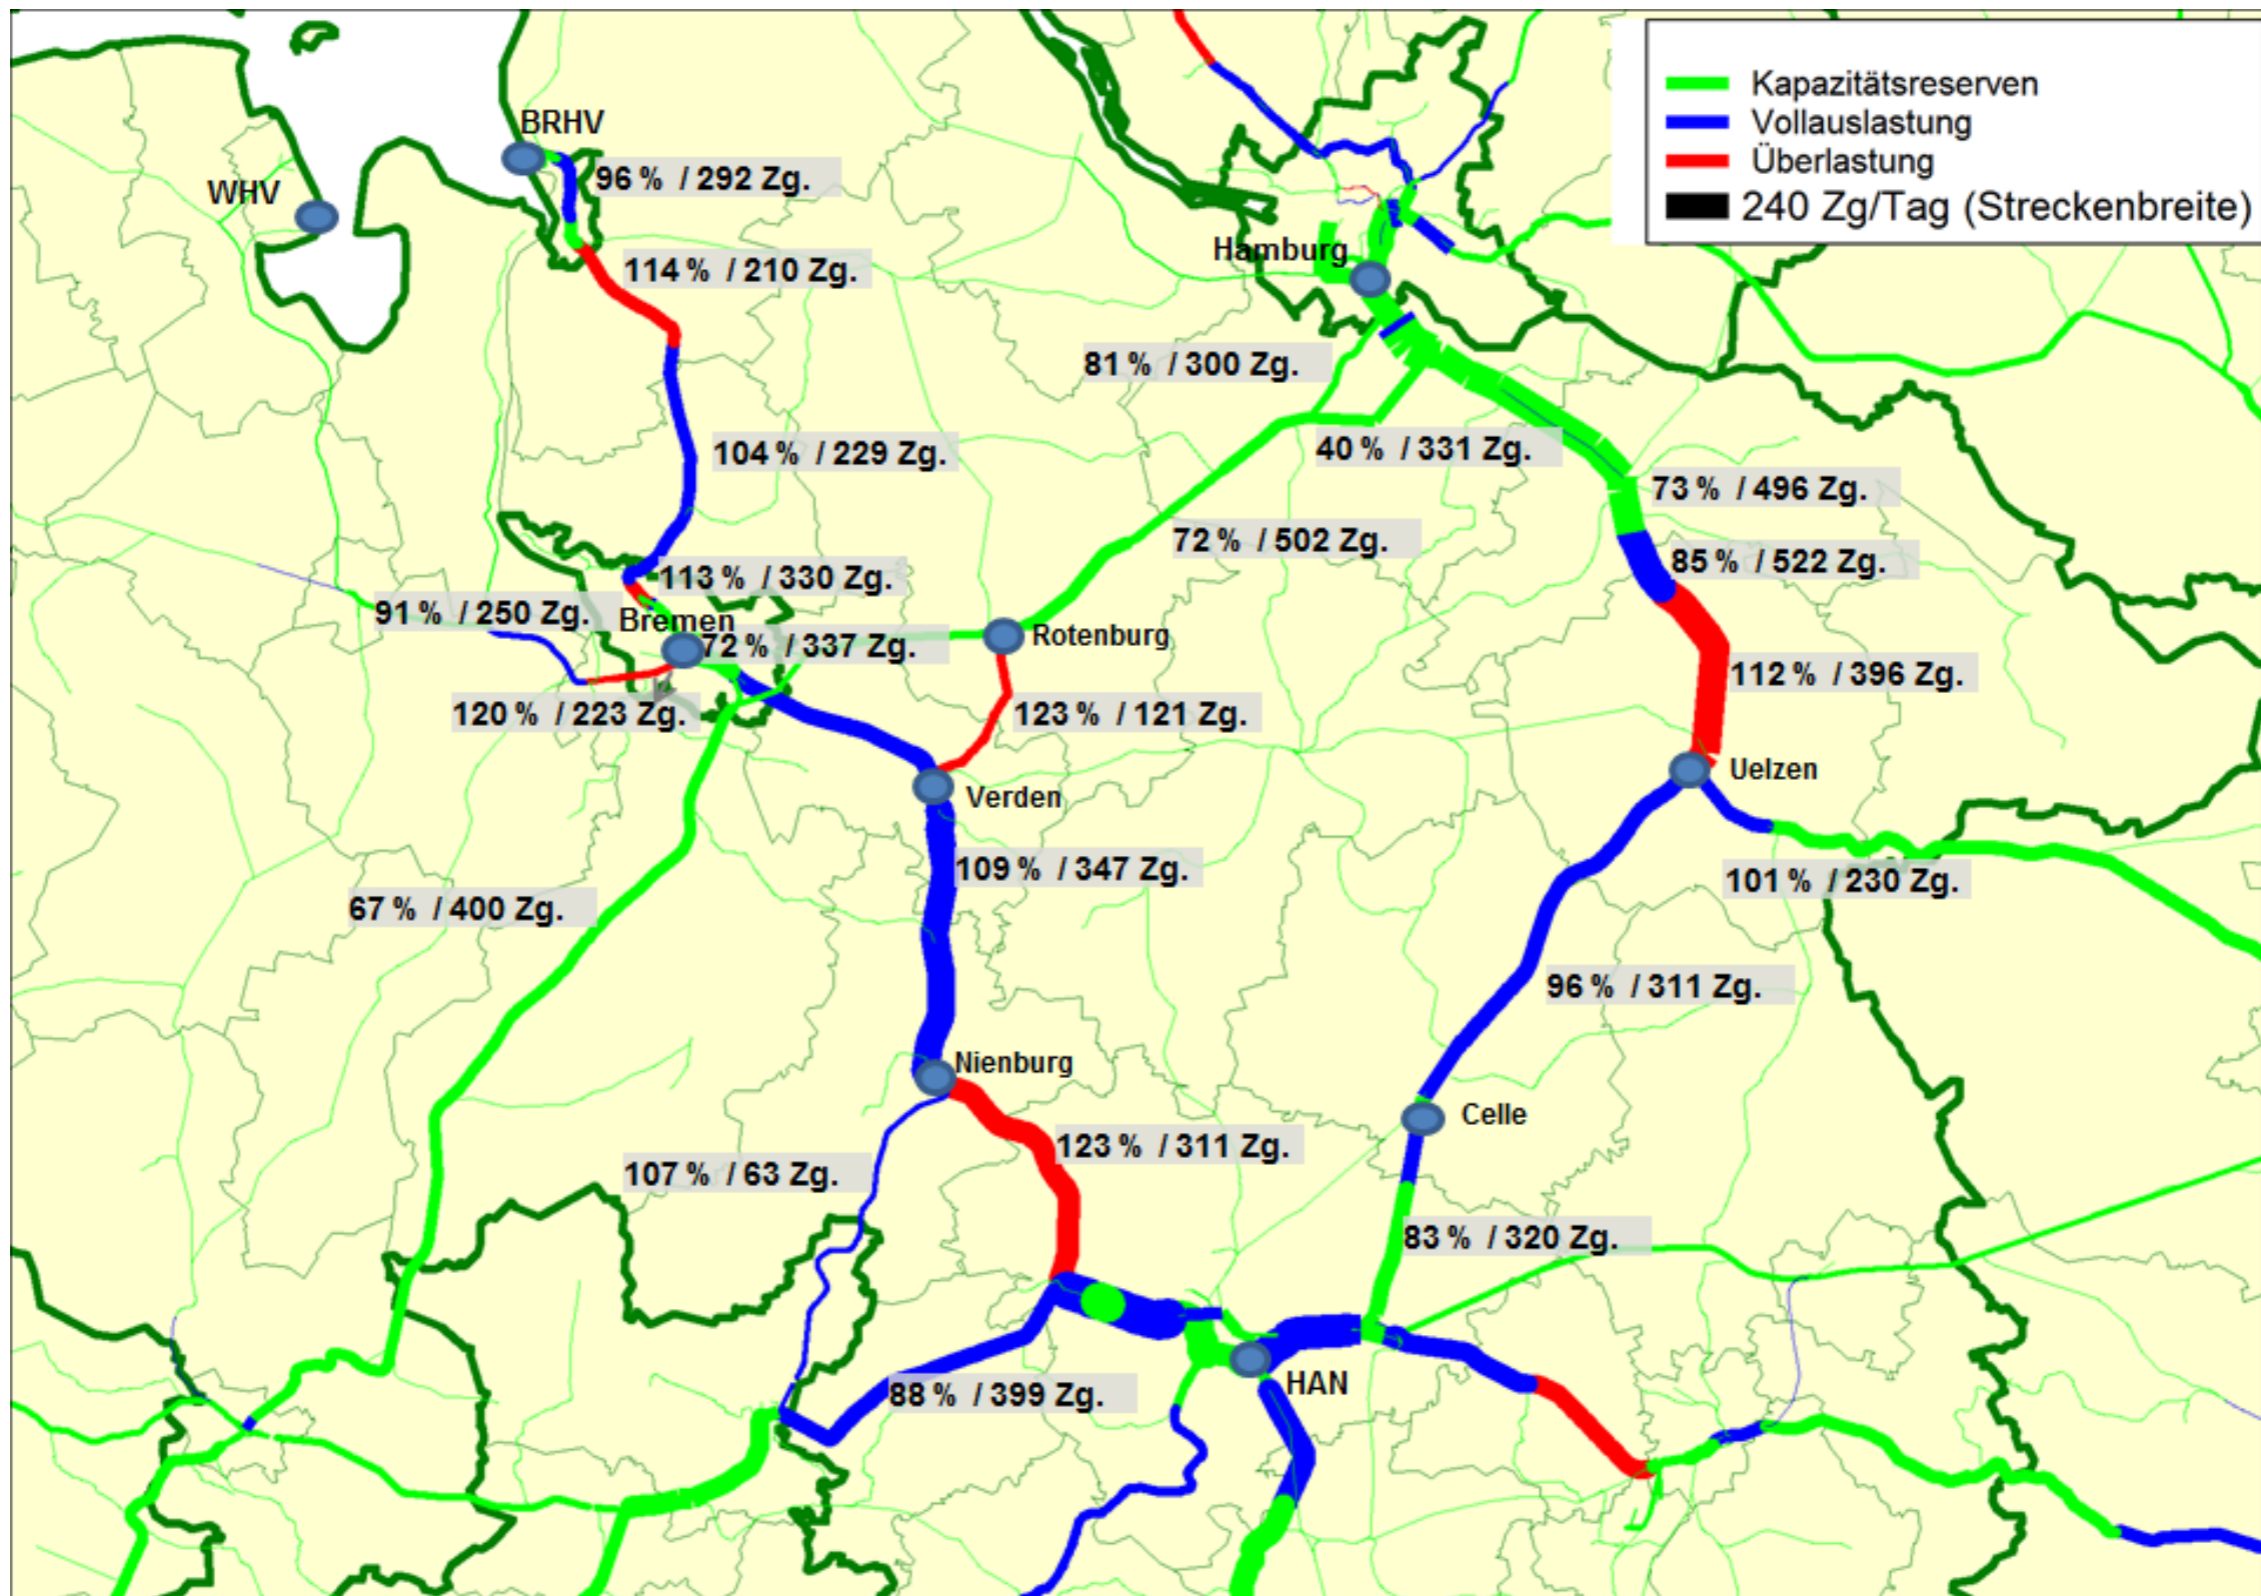 Kapazitätsreserven
Vollauslastung
Überlastung
240 Zg/Tag (Streckenbreite)
BRHV
96 % / 292 Zg.
WHV
Hamburg
114 % / 210 Zg.
81 % / 300 Zg.
104 % / 229 Zg.
40 % / 331 Zg.
73 % / 496 Zg.
72 % / 502 Zg.
85 % / 522 Zg.
113 % / 330 Zg.
91 % / 250 Zg.
Bremen
72 % / 337 Zg.
Rotenburg
112 % / 396 Zg.
120 % / 223 Zg.
123 % / 121 Zg.
Uelzen
Verden
109 % / 347 Zg.
101 % / 230 Zg.
67 % / 400 Zg.
96 % / 311 Zg.
Nienburg
Celle
123 % / 311 Zg.
107 % / 63 Zg.
83 % / 320 Zg.
HAN
88 % / 399 Zg.